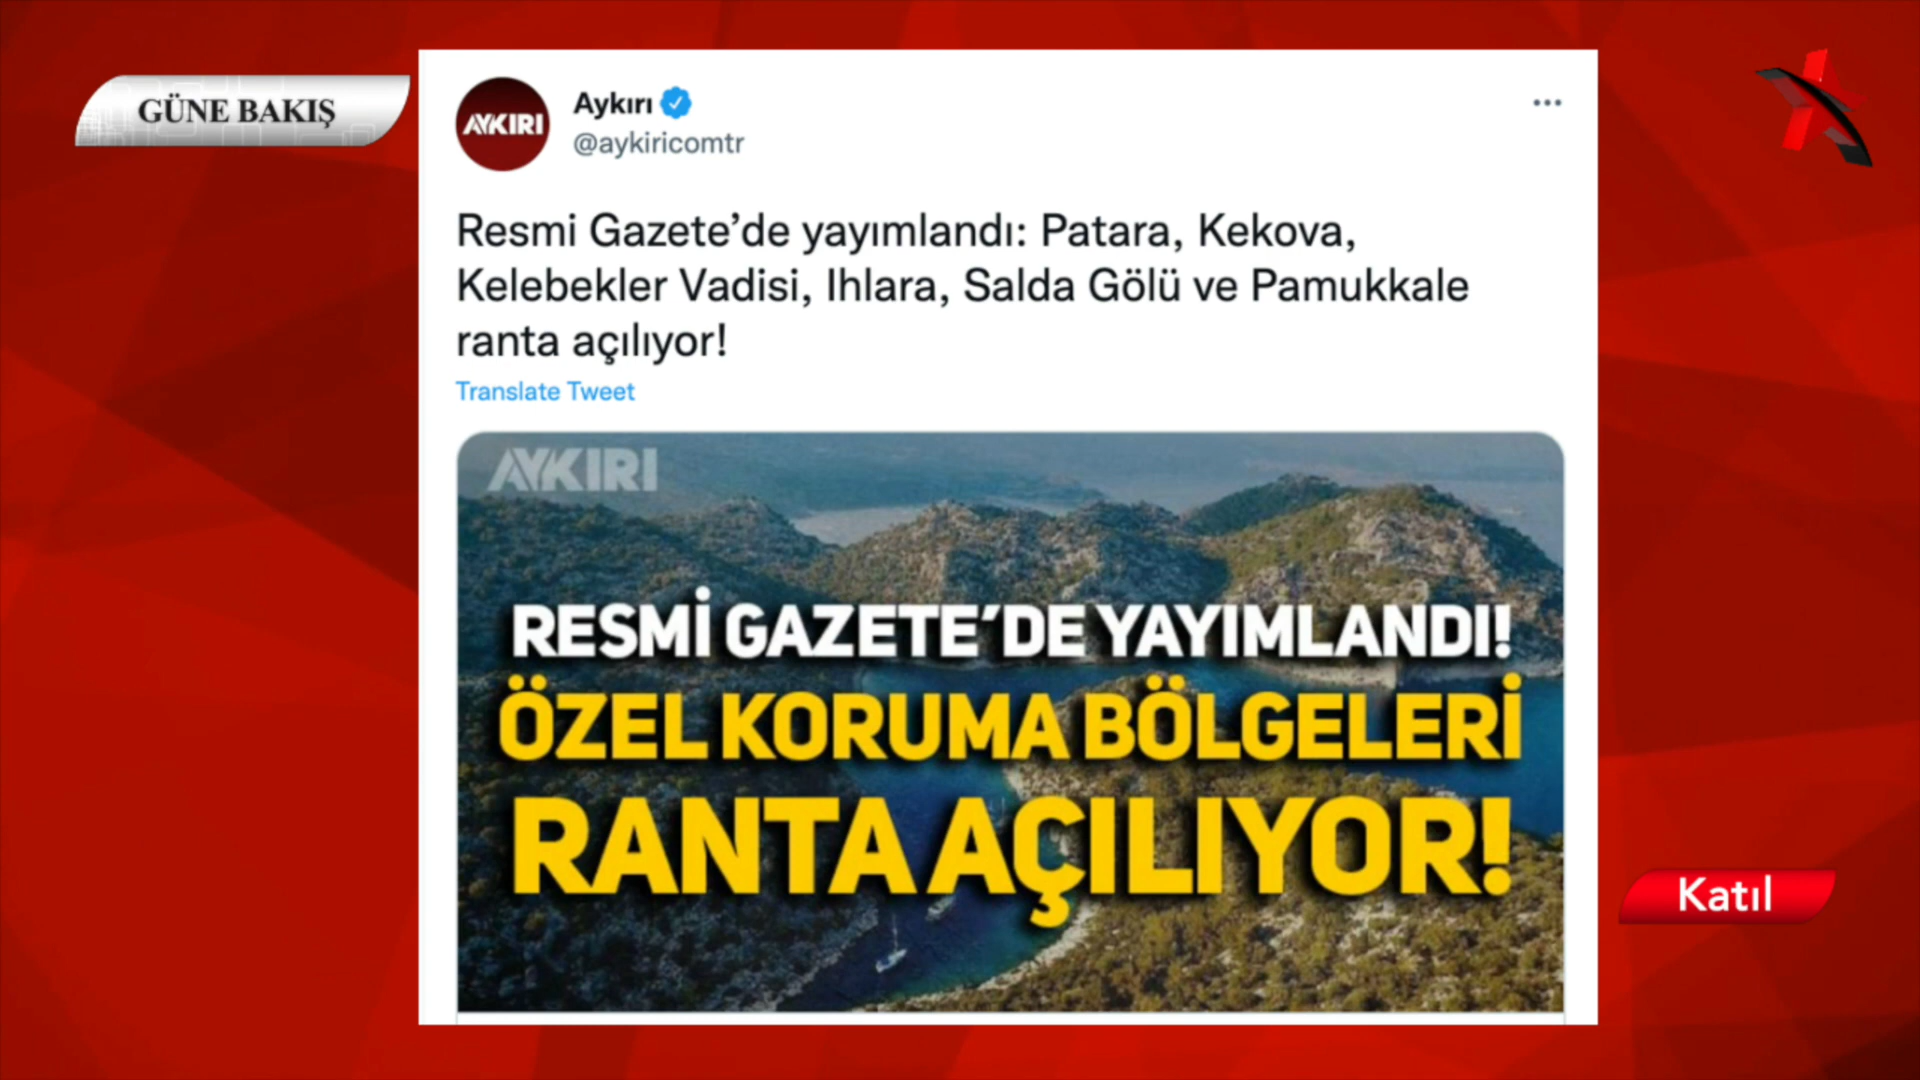 GÜNE BAKIŞ
AYKIRI
Aykırı
@aykiricomtr
Resmi Gazete’de yayımlandı: Patara, Kekova,
Kelebekler Vadisi, Ihlara, Salda Gölü ve Pamukkale
ranta açılıyor!
Translate Tweet
AYKIRI
RESMİ GAZETE’DE YAYIMLANDI!
ÖZEL KORUMA BÖLGELERİ
RANTA AÇILIYOR!
Katıl